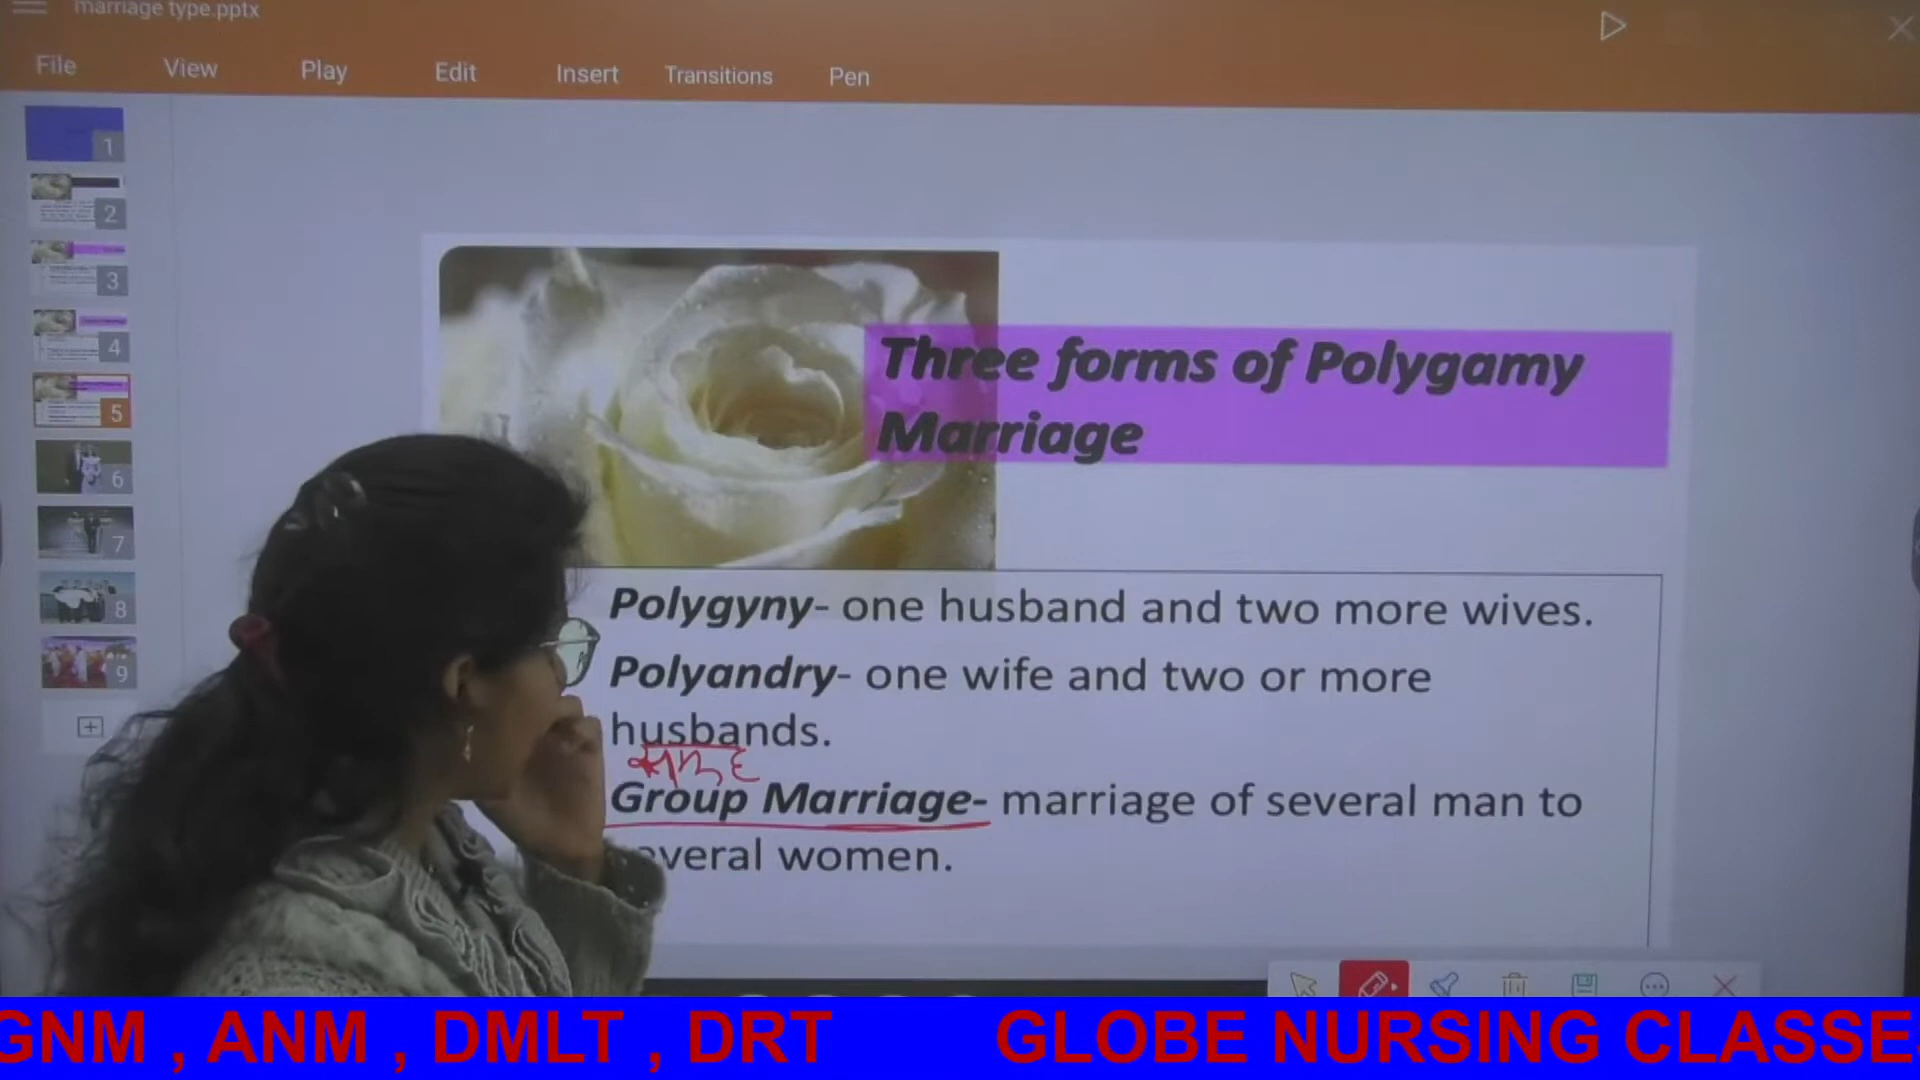 marriage type.pptx
File View Play Edit Insert Transitions Pen
1
2
3
4
5
6
7
8
9
Three forms of Polygamy
Marriage
Polygyny- one husband and two more wives.
Polyandry- one wife and two or more
husbands.
Group Marriage- marriage of several man to
several women.
GNM , ANM , DMLT , DRT GLOBE NURSING CLASSE